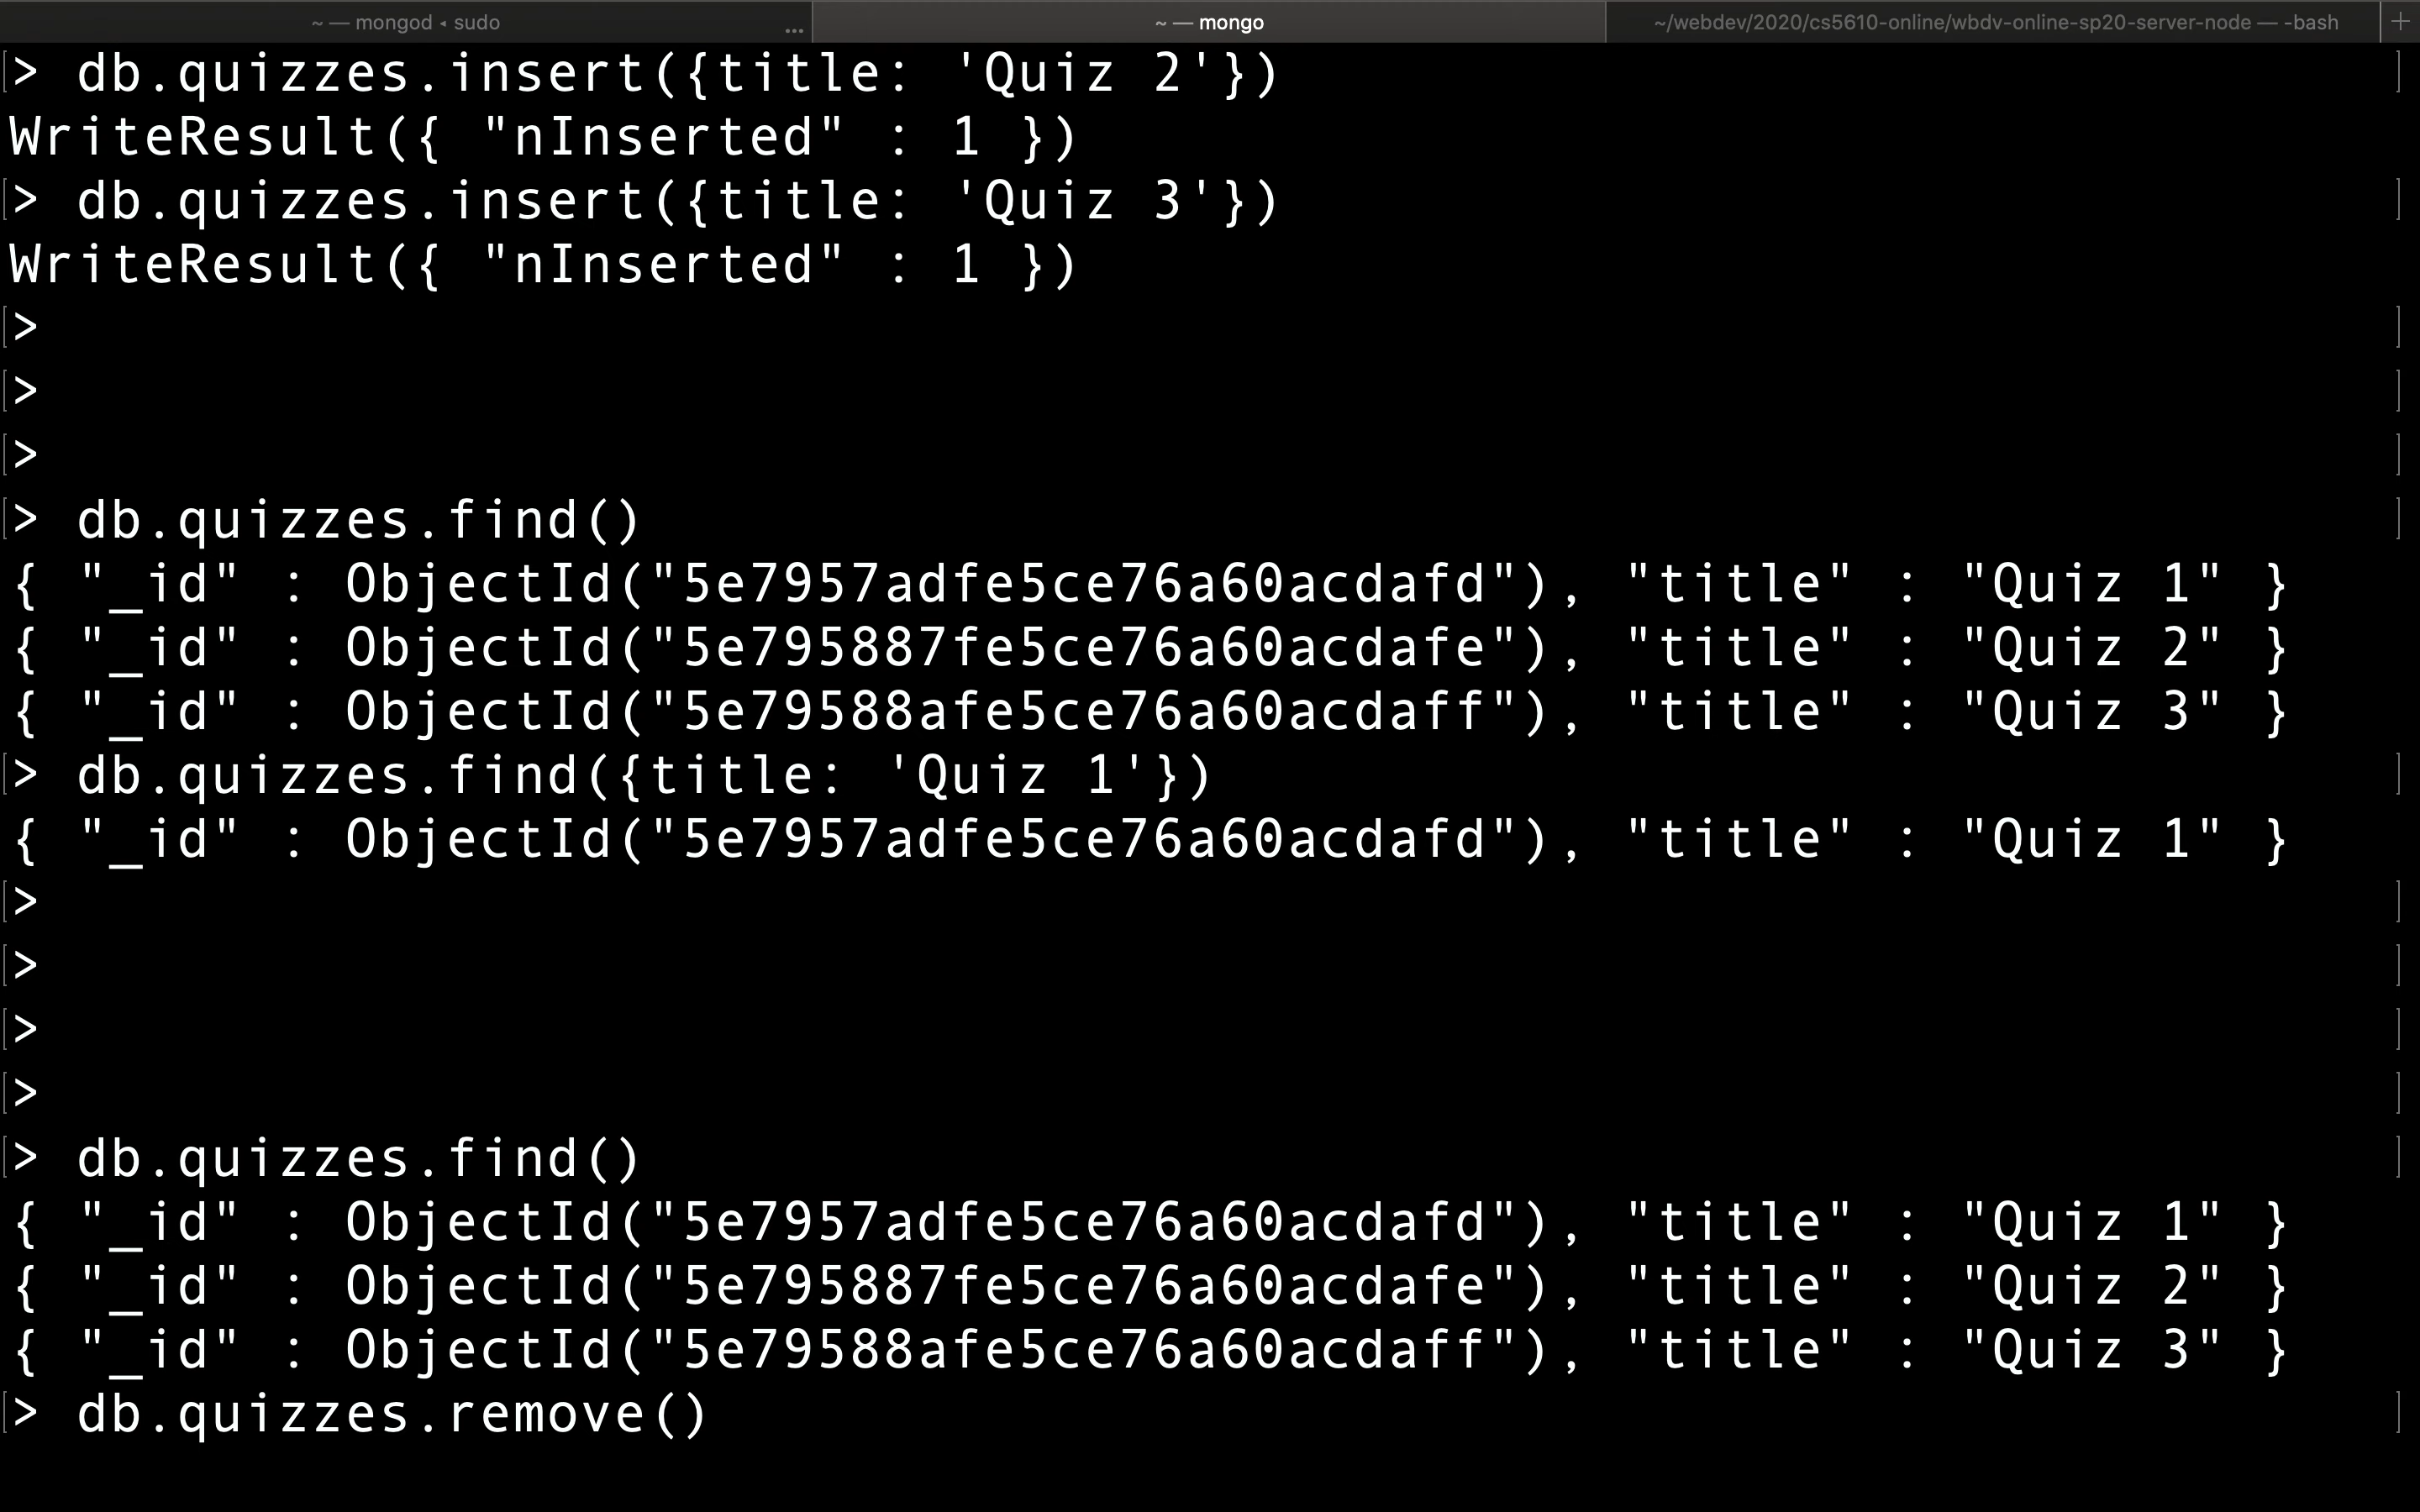 ~ — mongod ◂ sudo ... ~ — mongo ~/webdev/2020/cs5610-online/wbdv-online-sp20-server-node — -bash +
[> db.quizzes.insert({title: 'Quiz 2'}) ]
WriteResult({ "nInserted" : 1 })
[> db.quizzes.insert({title: 'Quiz 3'}) ]
WriteResult({ "nInserted" : 1 })
[> ]
[> ]
[> ]
[> db.quizzes.find() ]
{ "_id" : ObjectId("5e7957adfe5ce76a60acdafd"), "title" : "Quiz 1" }
{ "_id" : ObjectId("5e795887fe5ce76a60acdafe"), "title" : "Quiz 2" }
{ "_id" : ObjectId("5e79588afe5ce76a60acdaff"), "title" : "Quiz 3" }
[> db.quizzes.find({title: 'Quiz 1'}) ]
{ "_id" : ObjectId("5e7957adfe5ce76a60acdafd"), "title" : "Quiz 1" }
[> ]
[> ]
[> ]
[> ]
[> db.quizzes.find() ]
{ "_id" : ObjectId("5e7957adfe5ce76a60acdafd"), "title" : "Quiz 1" }
{ "_id" : ObjectId("5e795887fe5ce76a60acdafe"), "title" : "Quiz 2" }
{ "_id" : ObjectId("5e79588afe5ce76a60acdaff"), "title" : "Quiz 3" }
[> db.quizzes.remove() ]